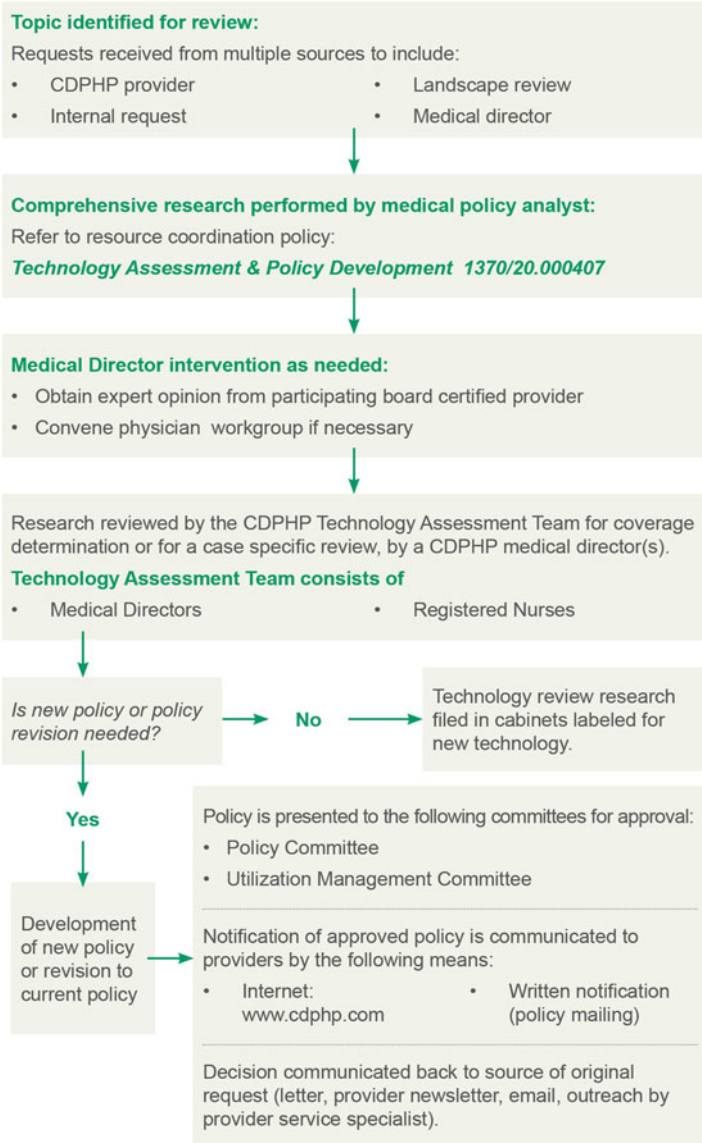 Topic identified for review:
Requests received from multiple sources to include:
• CDPHP provider
• Landscape review
• Internal request
• Medical director
Comprehensive research performed by medical policy analyst:
Refer to resource coordination policy:
Technology Assessment & Policy Development 1370/20.000407
Medical Director intervention as needed:
• Obtain expert opinion from participating board certified provider
• Convene physician workgroup if necessary
Research reviewed by the CDPHP Technology Assessment Team for coverage
determination or for a case specific review, by a CDPHP medical director(s).
Technology Assessment Team consists of
• Medical Directors
• Registered Nurses
Is new policy or policy
revision needed?
No
Technology review research
filed in cabinets labeled for
new technology.
Yes
Development
of new policy
or revision to
current policy
Policy is presented to the following committees for approval:
• Policy Committee
• Utilization Management Committee
Notification of approved policy is communicated to
providers by the following means:
• Internet:
www.cdphp.com
• Written notification
(policy mailing)
Decision communicated back to source of original
request (letter, provider newsletter, email, outreach by
provider service specialist).